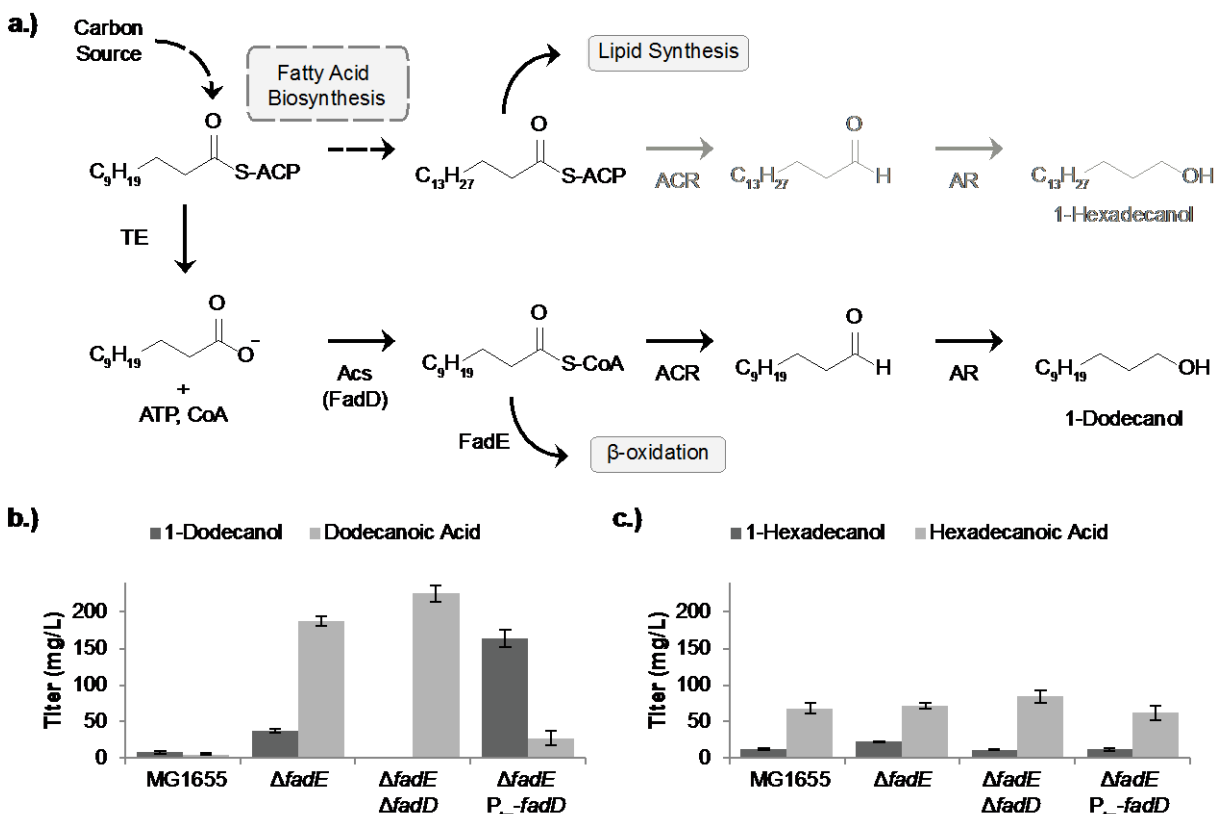 a.)
Carbon
Source
Fatty Acid
Biosynthesis
Lipid Synthesis
O
C₉H₁₉ S-ACP
O
C₁₃H₂₇ S-ACP
ACR
O
C₁₃H₂₇ H
AR
C₁₃H₂₇ OH
1-Hexadecanol
TE
O
C₉H₁₉ O⁻
+
ATP, CoA
Acs
(FadD)
O
C₉H₁₉ S-CoA
ACR
O
C₉H₁₉ H
AR
C₉H₁₉ OH
1-Dodecanol
FadE
β-oxidation
b.)
1-Dodecanol Dodecanoic Acid
Titer (mg/L)
200
150
100
50
0
MG1655 ΔfadE ΔfadE ΔfadE
ΔfadD -fadD
c.)
1-Hexadecanol Hexadecanoic Acid
Titer (mg/L)
200
150
100
50
0
MG1655 ΔfadE ΔfadE ΔfadE
ΔfadD -fadD